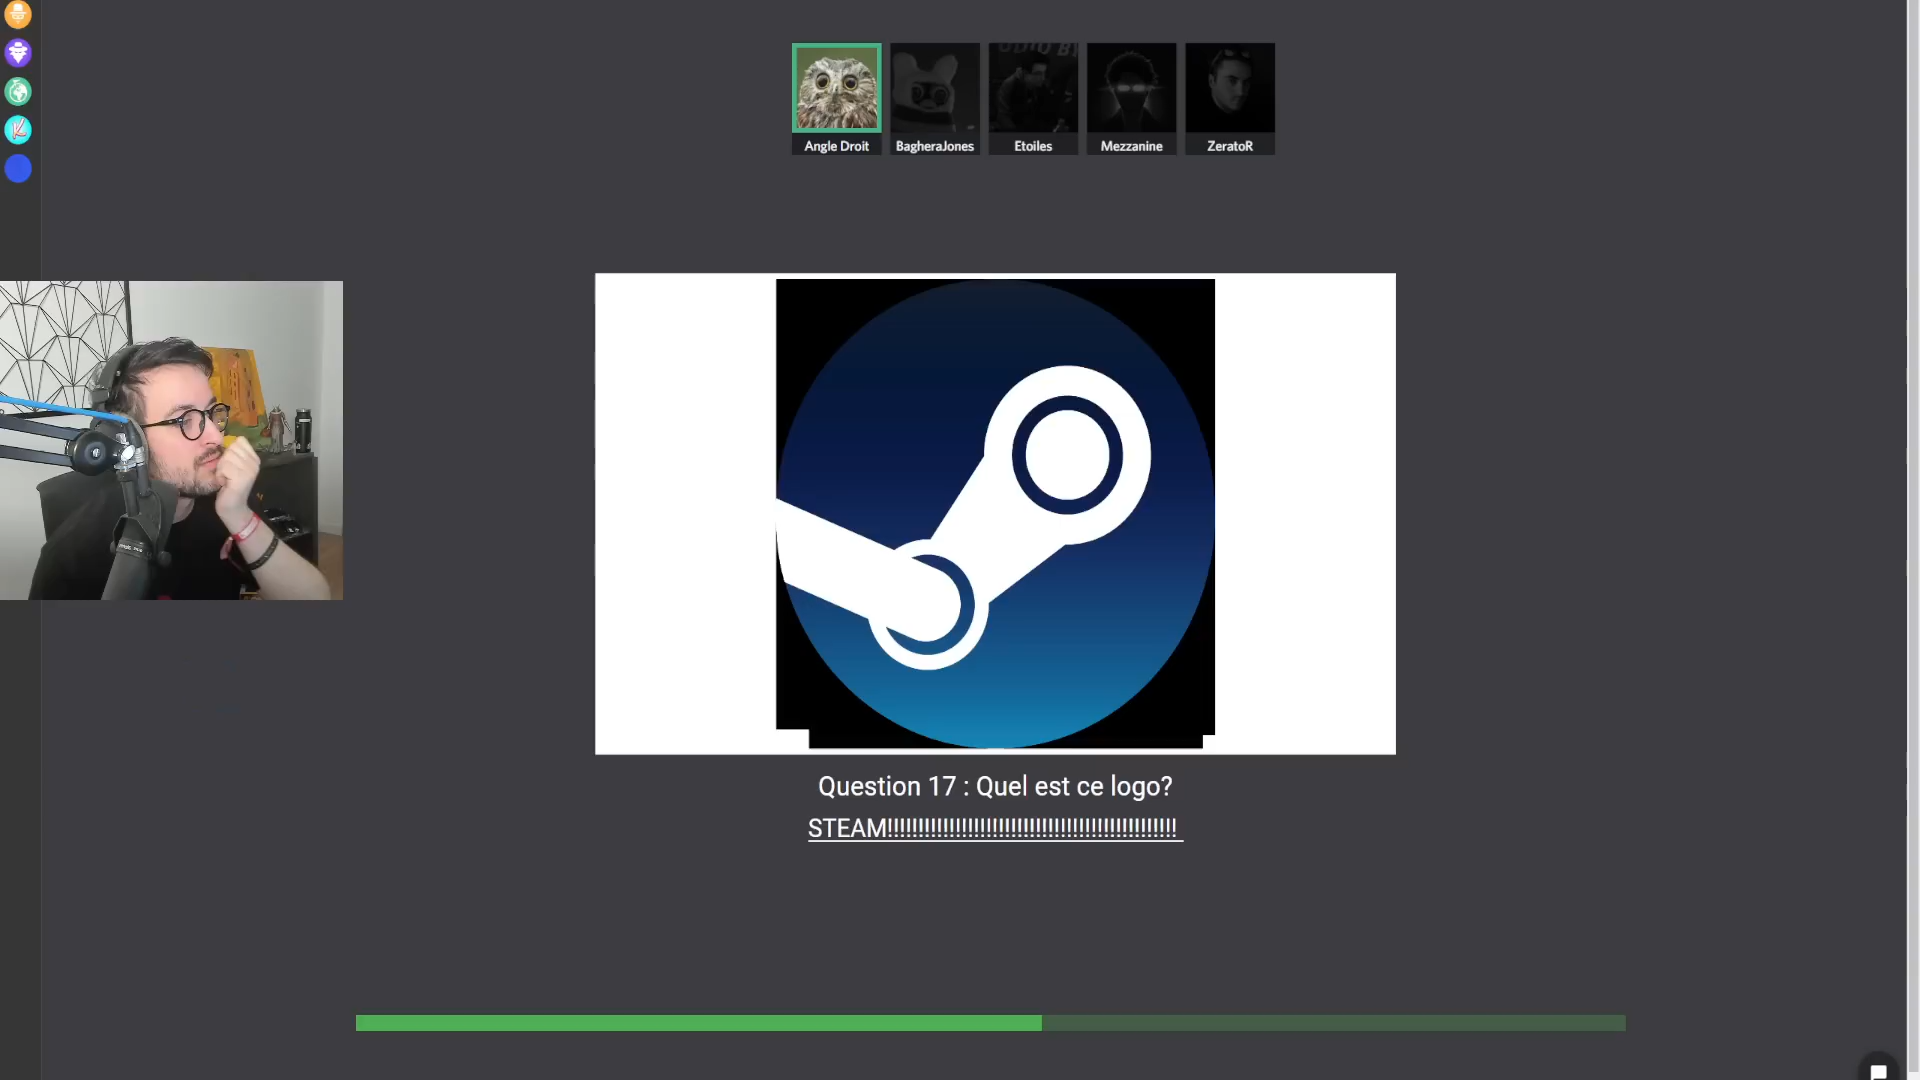 Angle Droit
BagheraJones
Etoiles
Mezzanine
ZeratoR
Question 17 : Quel est ce logo?
STEAM!!!!!!!!!!!!!!!!!!!!!!!!!!!!!!!!!!!!!!!!!!!!!!!